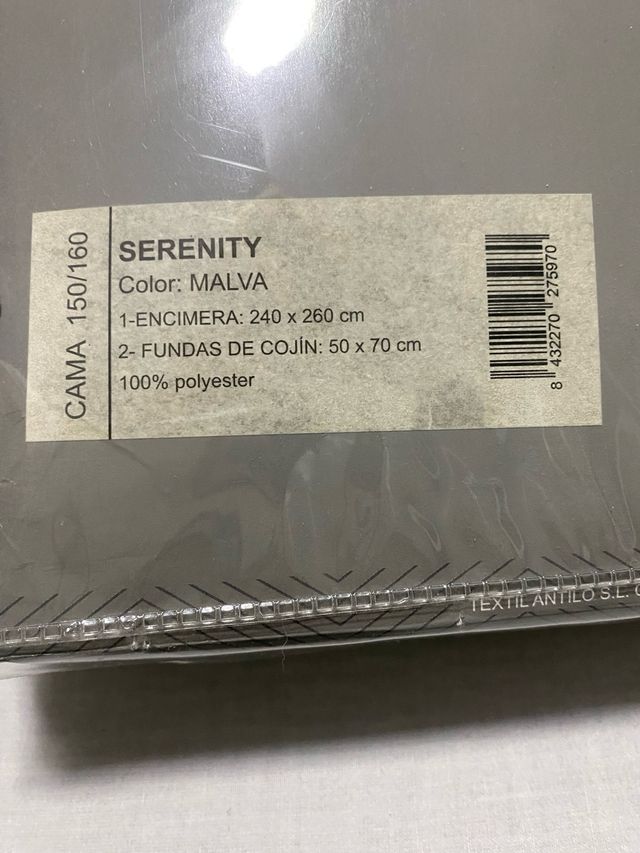 CAMA 150/160
SERENITY
Color: MALVA
1-ENCIMERA: 240 x 260 cm
2- FUNDAS DE COJÍN: 50 x 70 cm
100% polyester
8 432270 275970
TEXTIL ANTILO S.L.